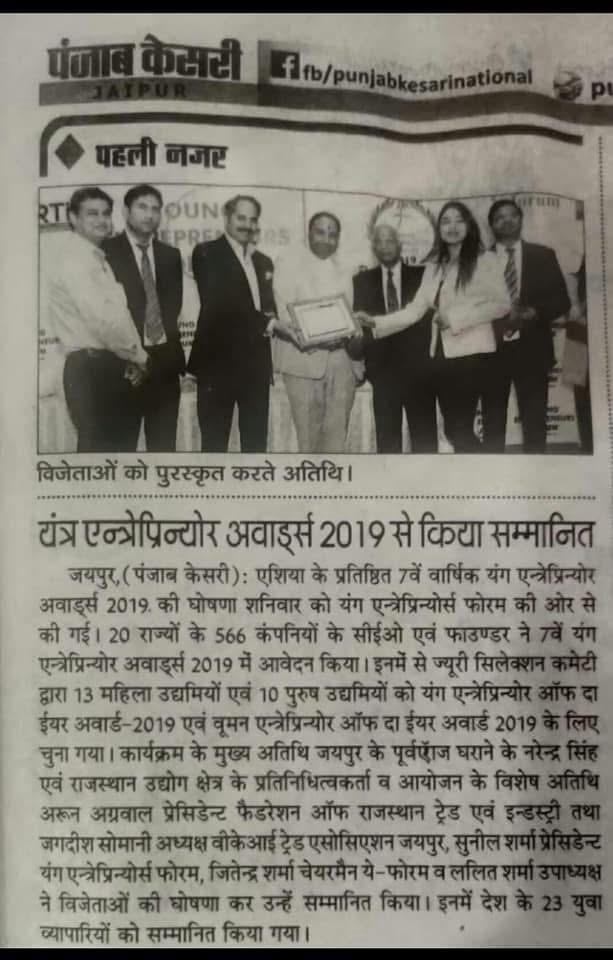 पंजाब केसरी
JAIPUR
fb/punjabkesarinational
pu
पहली नजर
विजेताओं को पुरस्कृत करते अतिथि।
यंत्र एन्त्रेप्रिन्योर अवार्ड्स 2019 से किया सम्मानित
जयपुर,(पंजाब केसरी): एशिया के प्रतिष्ठित 7वें वार्षिक यंग एन्त्रेप्रिन्योर
अवार्ड्स 2019. की घोषणा शनिवार को यंग एन्त्रेप्रिन्योर्स फोरम की ओर से
की गई। 20 राज्यों के 566 कंपनियों के सीईओ एवं फाउण्डर ने 7वें यंग
एन्त्रेप्रिन्योर अवार्ड्स 2019 में आवेदन किया। इनमें से ज्यूरी सिलेक्शन कमेटी
द्वारा 13 महिला उद्यमियों एवं 10 पुरुष उद्यमियों को यंग एन्त्रेप्रिन्योर ऑफ दा
ईयर अवार्ड-2019 एवं वूमन एन्त्रेप्रिन्योर ऑफ दा ईयर अवार्ड 2019 के लिए
चुना गया। कार्यक्रम के मुख्य अतिथि जयपुर के पूर्व राज घराने के नरेन्द्र सिंह
एवं राजस्थान उद्योग क्षेत्र के प्रतिनिधित्वकर्ता व आयोजन के विशेष अतिथि
अरून अग्रवाल प्रेसिडेन्ट फैडरेशन ऑफ राजस्थान ट्रेड एवं इन्डस्ट्री तथा
जगदीश सोमानी अध्यक्ष वीकेआई ट्रेड एसोसिएशन जयपुर, सुनील शर्मा प्रेसिडेन्ट
यंग एन्त्रेप्रिन्योर्स फोरम, जितेन्द्र शर्मा चेयरमैन ये-फोरम व ललित शर्मा उपाध्यक्ष
ने विजेताओं की घोषणा कर उन्हें सम्मानित किया। इनमें देश के 23 युवा
व्यापारियों को सम्मानित किया गया।